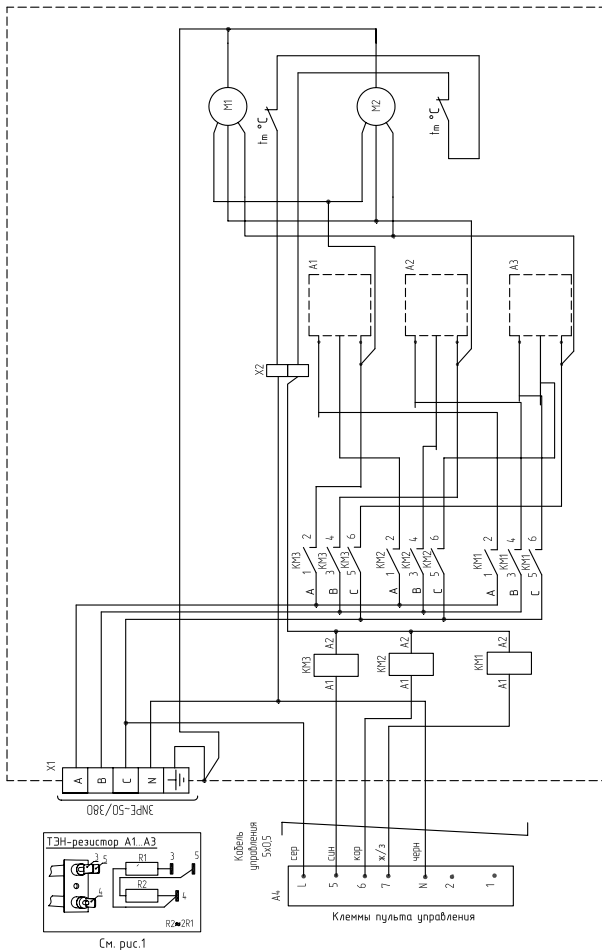 M1
M2
tm °C
tm °C
A1
A2
A3
X2
KM3
1
2
KM3
3
4
KM3
5
6
KM2
1
2
KM2
3
4
KM2
5
6
KM1
1
2
KM1
3
4
KM1
5
6
A
B
C
A
B
C
A
B
C
KM3
A1
A2
KM2
A1
A2
KM1
A1
A2
X1
A
B
C
N
3NPE-50/380
ТЭН-резистор А1...А3
3
5
4
R1
3
5
R2
4
R2≈2R1
См. рис.1
Кабель
управления
5х0,5
сер
син
кор
ж/з
черн
A4
L
5
6
7
N
2
1
Клеммы пульта управления